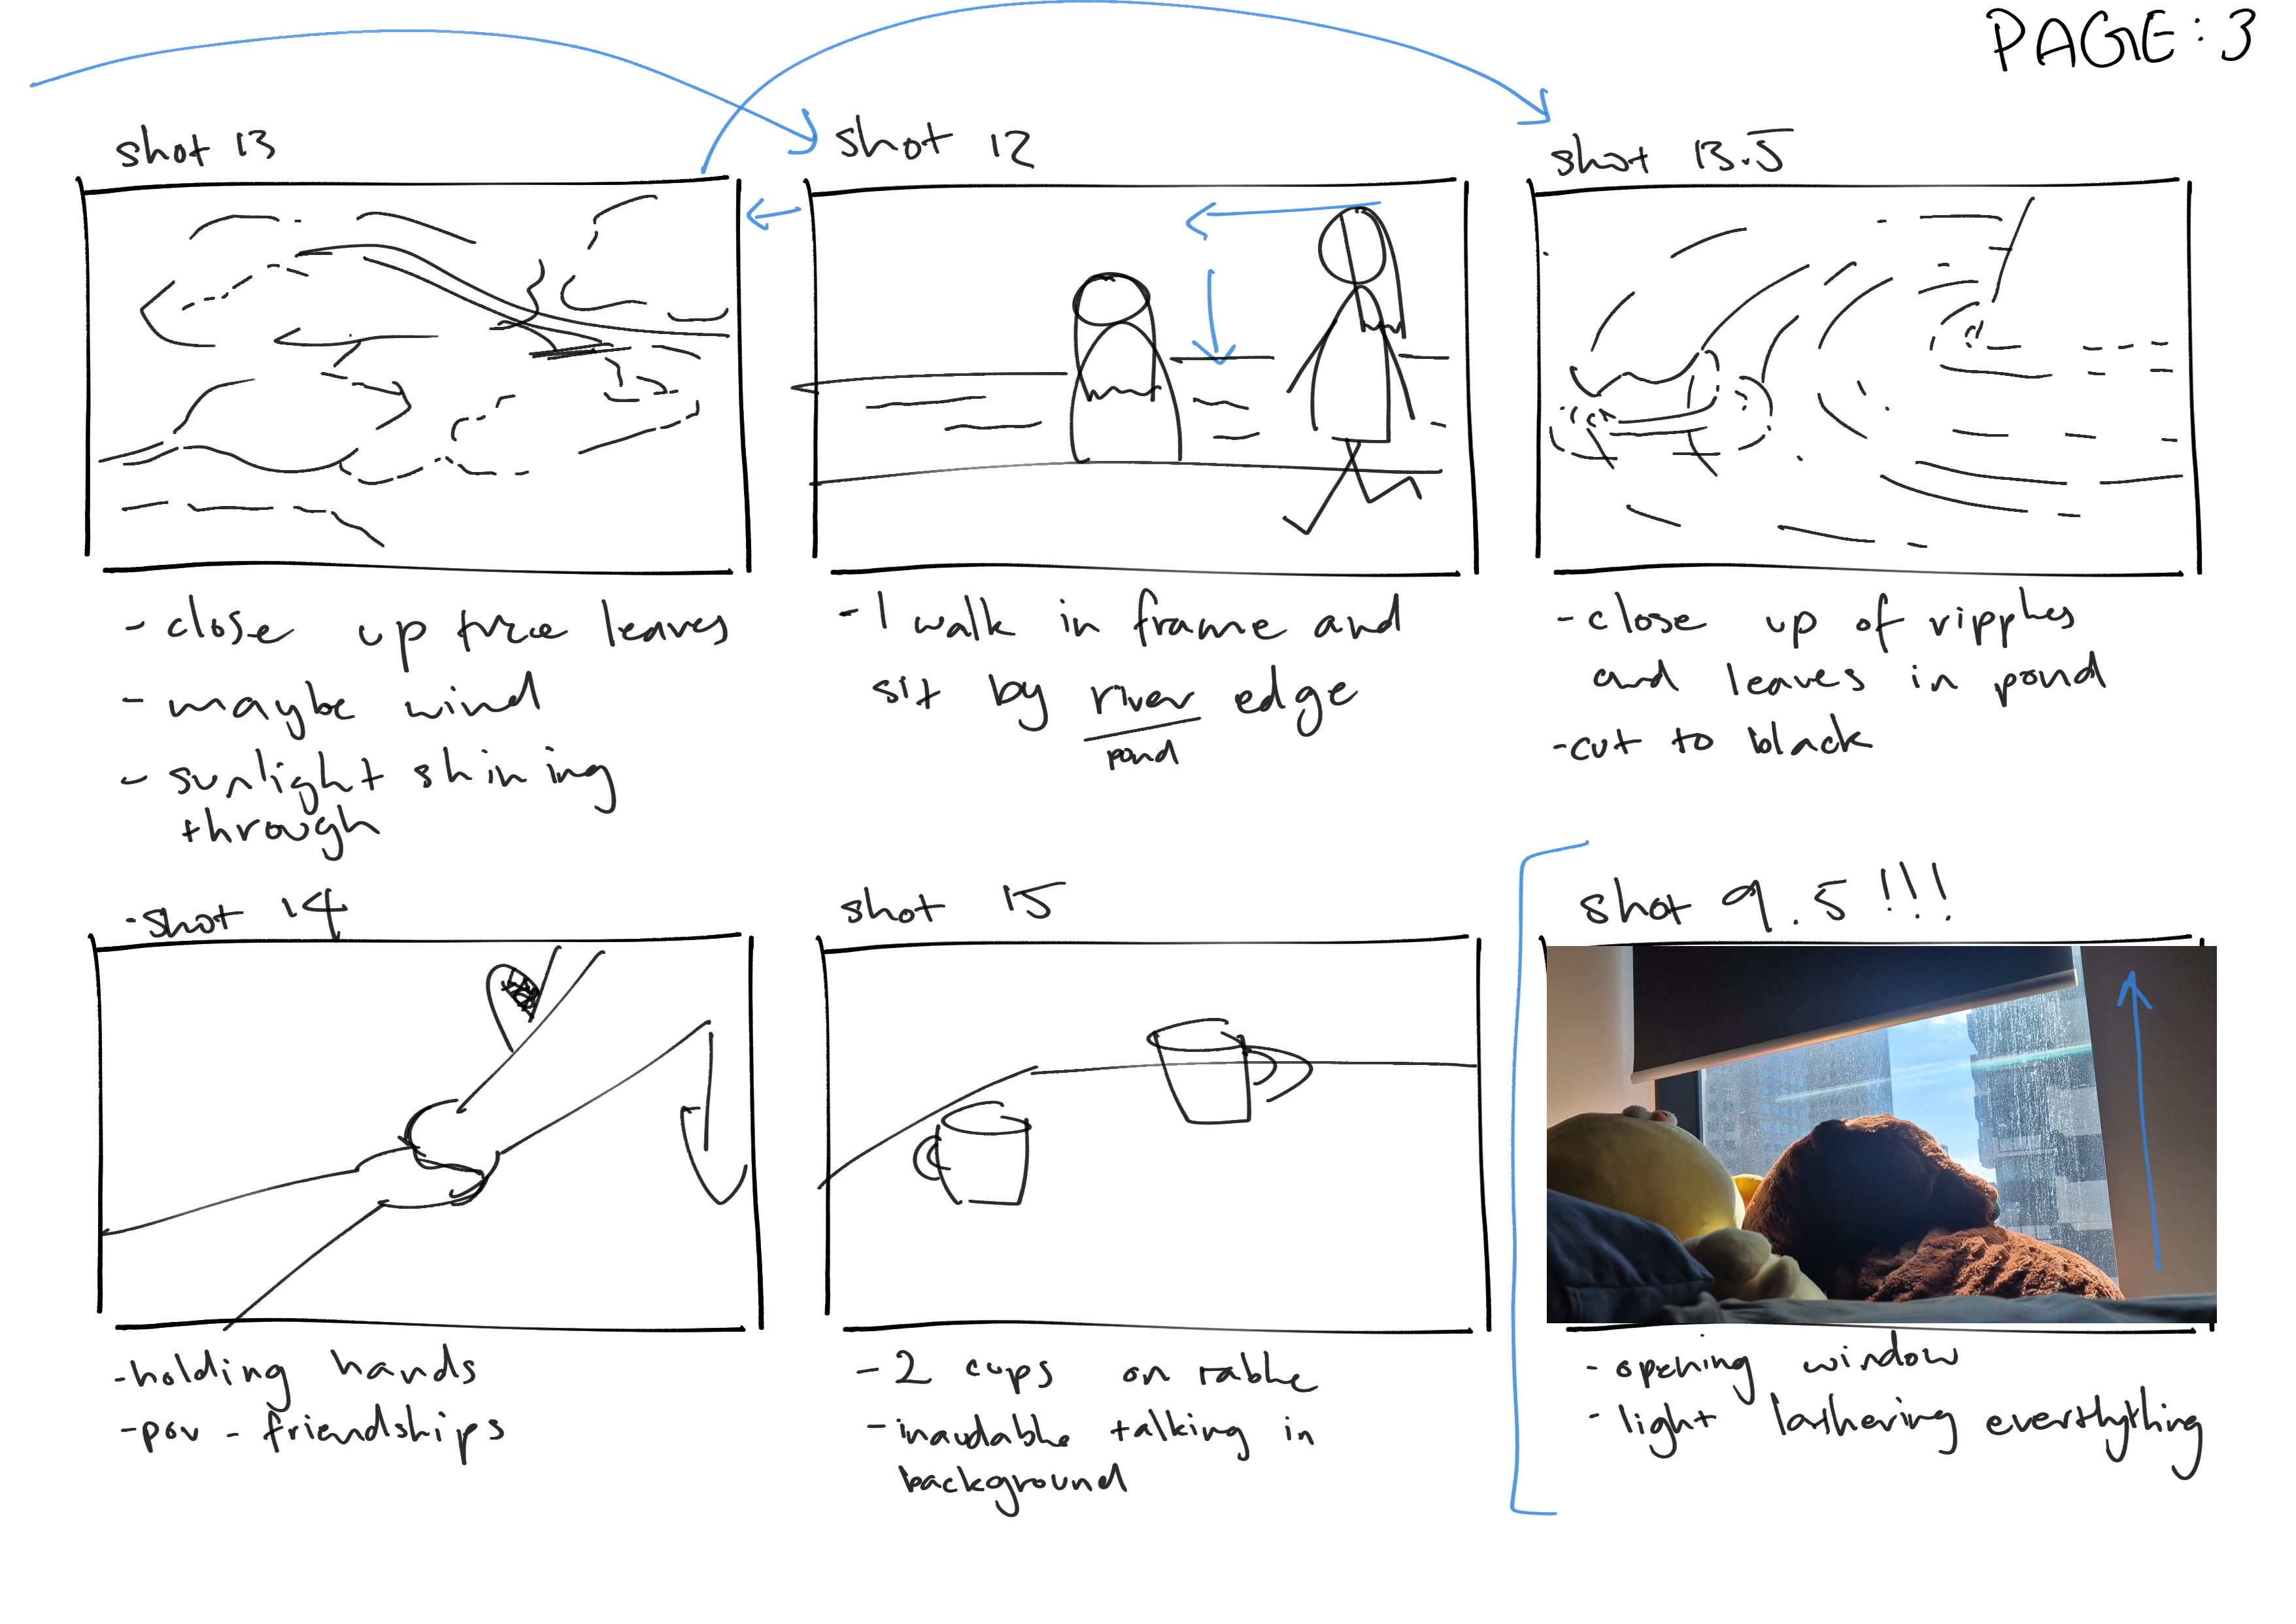 PAGE: 3
shot 13
- close up tree leaves
- maybe wind
- sunlight shining
through
shot 12
- I walk in frame and
sit by river edge
pond
shot 13.5
- close up of ripples
and leaves in pond
- cut to black
- shot 14
- holding hands
- pov - friendships
shot 15
- 2 cups on table
- inaudable talking in
background
shot 9.5!!!
- opening window
- light lathering everthything